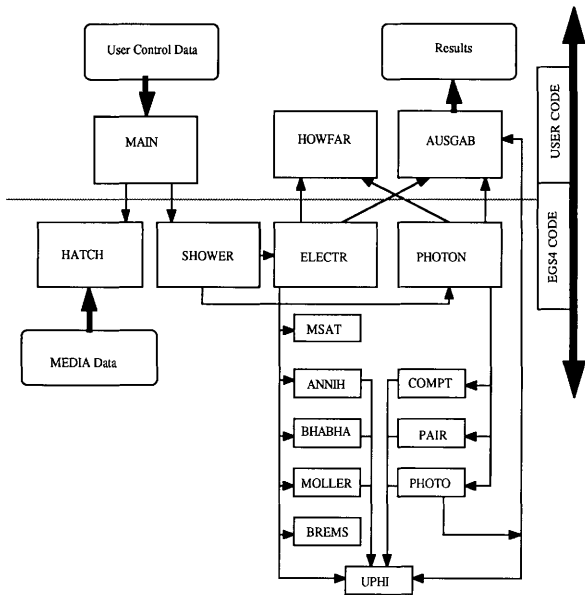 User Control Data
Results
MAIN
HOWFAR
AUSGAB
USER CODE
HATCH
SHOWER
ELECTR
PHOTON
EGS4 CODE
MEDIA Data
MSAT
ANNIH
COMPT
BHABHA
PAIR
MOLLER
PHOTO
BREMS
UPHI